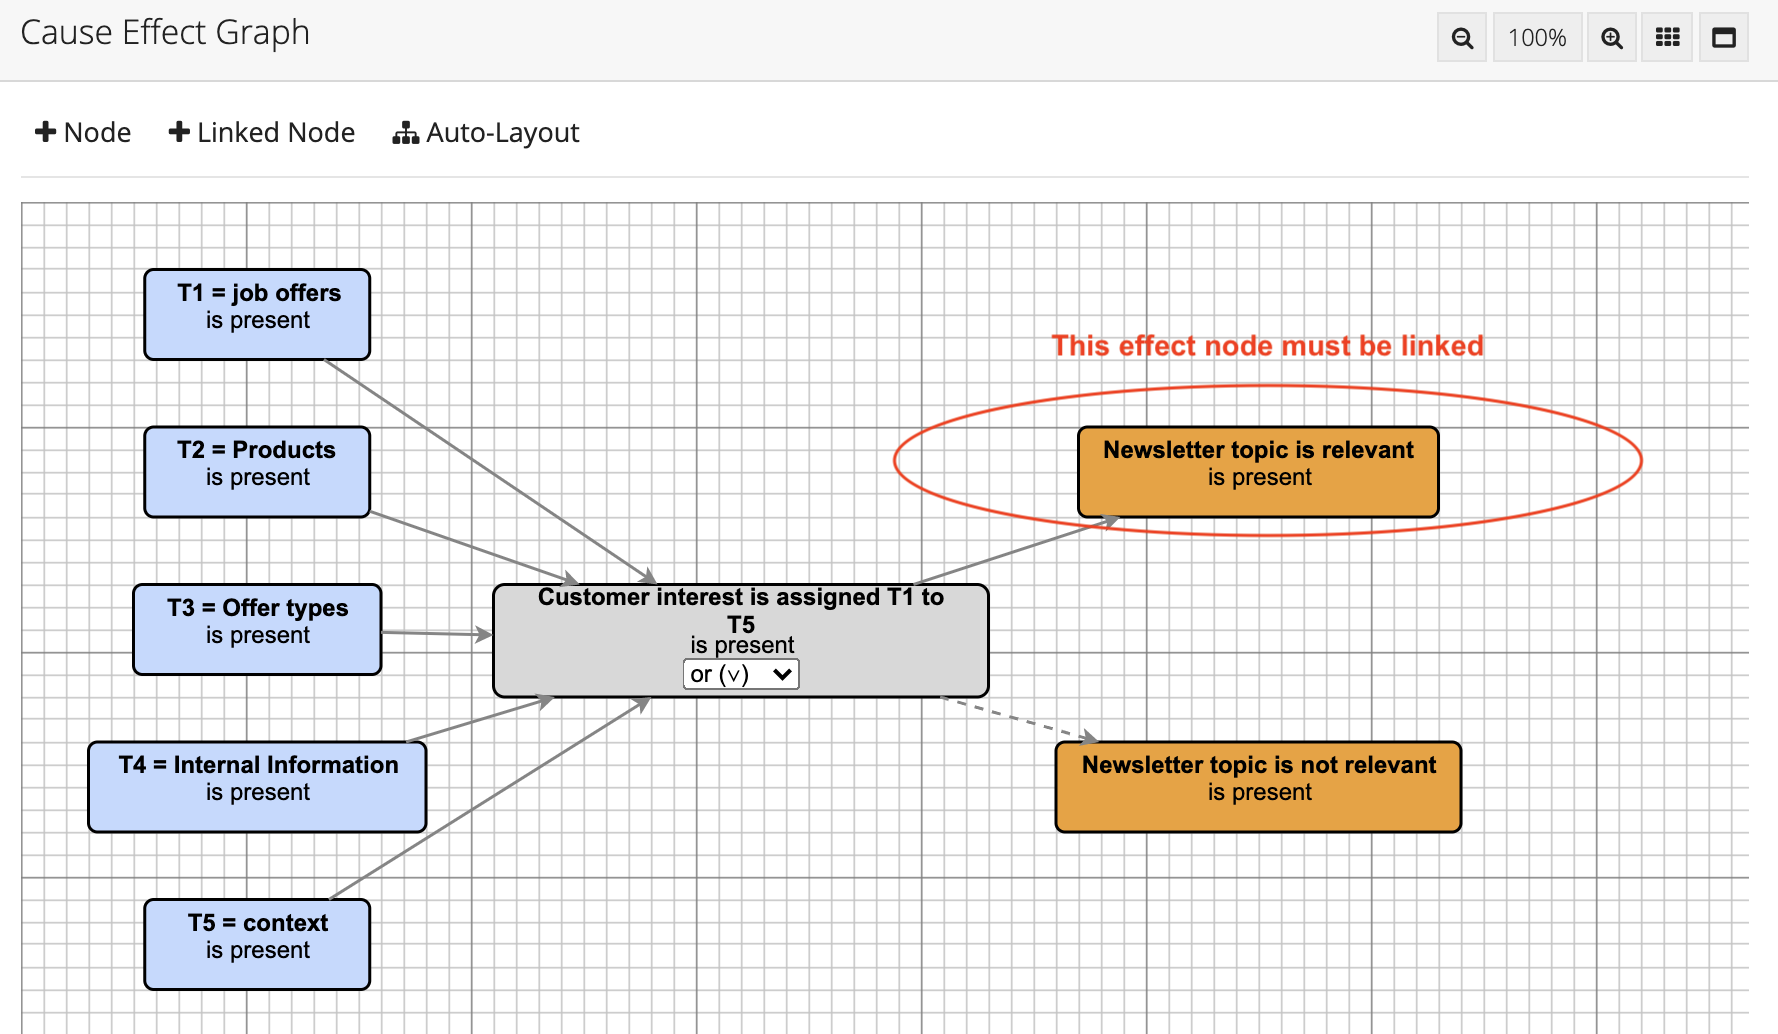 Cause Effect Graph
100%
Node
Linked Node
Auto-Layout
T1 = job offers
is present
This effect node must be linked
T2 = Products
is present
Newsletter topic is relevant
is present
T3 = Offer types
is present
Customer interest is assigned T1 to
T5
is present
or (∨)
T4 = Internal Information
is present
Newsletter topic is not relevant
is present
T5 = context
is present